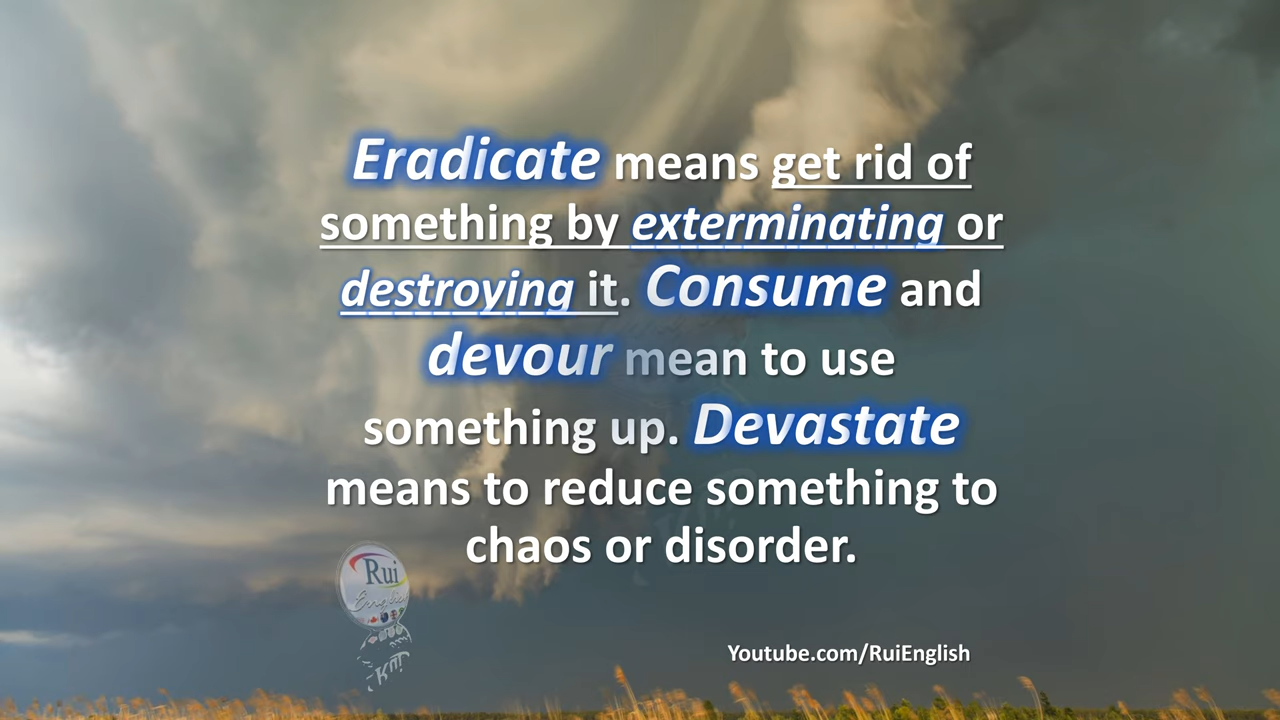 Eradicate means get rid of
something by exterminating or
destroying it. Consume and
devour mean to use
something up. Devastate
means to reduce something to
chaos or disorder.
Rui
English
Youtube.com/RuiEnglish